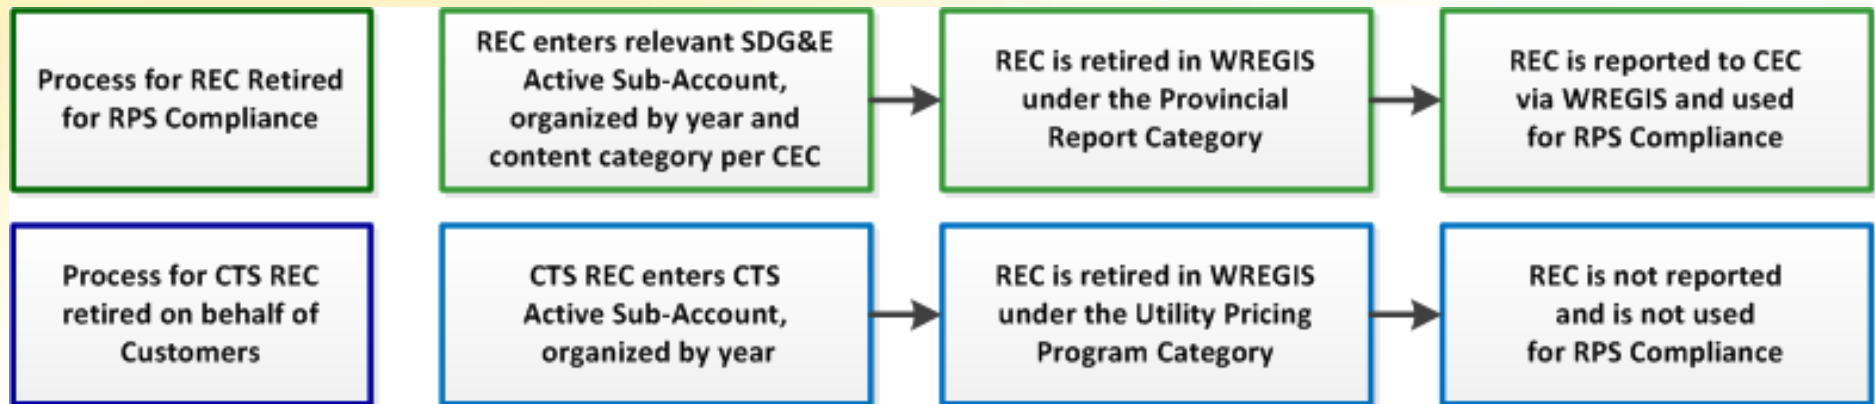 Process for REC Retired
for RPS Compliance
REC enters relevant SDG&E
Active Sub-Account,
organized by year and
content category per CEC
REC is retired in WREGIS
under the Provincial
Report Category
REC is reported to CEC
via WREGIS and used
for RPS Compliance
Process for CTS REC
retired on behalf of
Customers
CTS REC enters CTS
Active Sub-Account,
organized by year
REC is retired in WREGIS
under the Utility Pricing
Program Category
REC is not reported
and is not used
for RPS Compliance